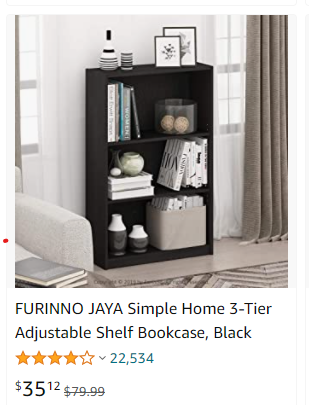 FURINNO JAYA Simple Home 3-Tier
Adjustable Shelf Bookcase, Black
22,534
$35.12 $79.99